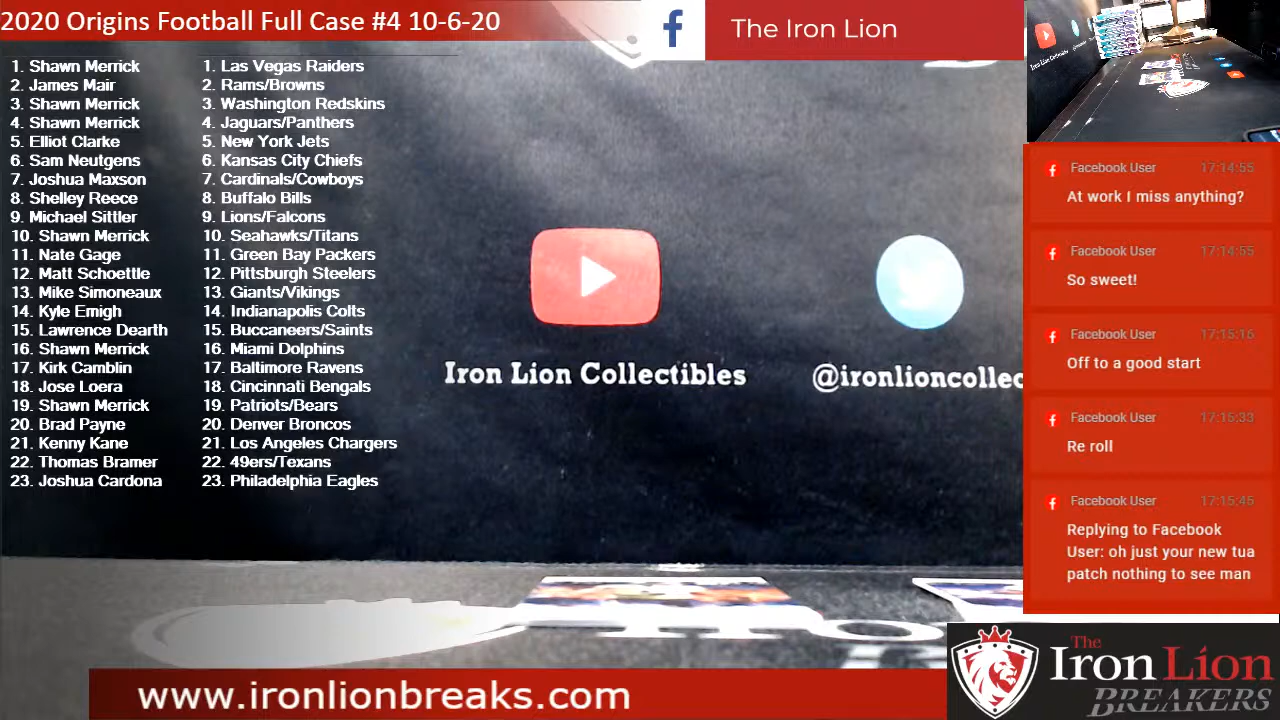 2020 Origins Football Full Case #4 10-6-20
The Iron Lion
1. Shawn Merrick 1. Las Vegas Raiders
2. James Mair 2. Rams/Browns
3. Shawn Merrick 3. Washington Redskins
4. Shawn Merrick 4. Jaguars/Panthers
5. Elliot Clarke 5. New York Jets
6. Sam Neutgens 6. Kansas City Chiefs
7. Joshua Maxson 7. Cardinals/Cowboys
8. Shelley Reece 8. Buffalo Bills
9. Michael Sittler 9. Lions/Falcons
10. Shawn Merrick 10. Seahawks/Titans
11. Nate Gage 11. Green Bay Packers
12. Matt Schoettle 12. Pittsburgh Steelers
13. Mike Simoneaux 13. Giants/Vikings
14. Kyle Emigh 14. Indianapolis Colts
15. Lawrence Dearth 15. Buccaneers/Saints
16. Shawn Merrick 16. Miami Dolphins
17. Kirk Camblin 17. Baltimore Ravens
18. Jose Loera 18. Cincinnati Bengals
19. Shawn Merrick 19. Patriots/Bears
20. Brad Payne 20. Denver Broncos
21. Kenny Kane 21. Los Angeles Chargers
22. Thomas Bramer 22. 49ers/Texans
23. Joshua Cardona 23. Philadelphia Eagles
Iron Lion Collectibles
@ironlioncollec
Iron Lion Collectibles
Facebook User 17:14:55
At work I miss anything?
Facebook User 17:14:55
So sweet!
Facebook User 17:15:16
Off to a good start
Facebook User 17:15:33
Re roll
Facebook User 17:15:45
Replying to Facebook
User: oh just your new tua
patch nothing to see man
www.ironlionbreaks.com
The
Iron Lion
BREAKERS